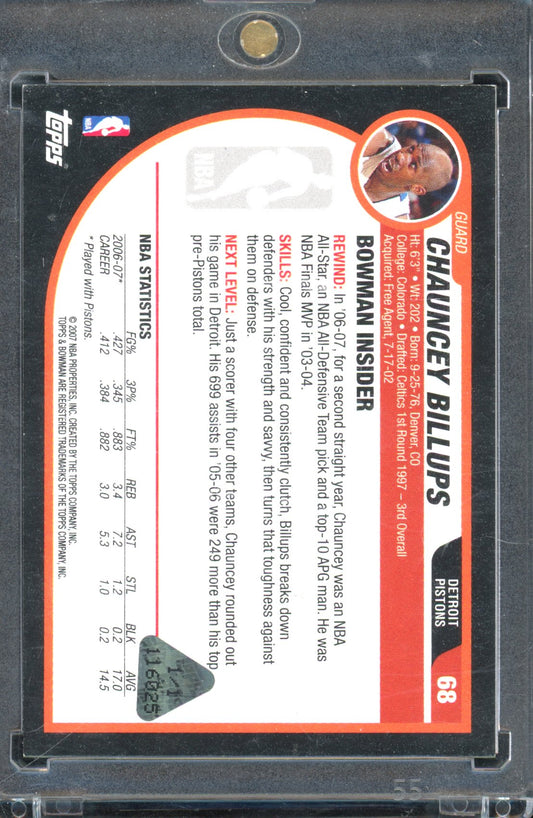 GUARD
CHAUNCEY BILLUPS
DETROIT
PISTONS
68
Ht: 6'3" • Wt: 202 • Born: 9-25-76, Denver, CO
College: Colorado • Drafted: Celtics 1st Round 1997 – 3rd Overall
Acquired: Free Agent, 7-17-02
BOWMAN INSIDER
REWIND: In '06-07, for a second straight year, Chauncey was an NBA
All-Star, an NBA All-Defensive Team pick and a top-10 APG man. He was
NBA Finals MVP in '03-04.
SKILLS: Cool, confident and consistently clutch, Billups breaks down
defenders with his strength and savvy, then turns that toughness against
them on defense.
NEXT LEVEL: Just a scorer with four other teams, Chauncey rounded out
his game in Detroit. His 699 assists in '05-06 were 249 more than his top
pre-Pistons total.
NBA
NBA STATISTICS
FG% 3P% FT% REB AST STL BLK AVG
2006-07* .427 .345 .883 3.4 7.2 1.2 0.2 17.0
CAREER .412 .384 .882 3.0 5.3 1.0 0.2 14.5
* Played with Pistons.
© 2007 NBA PROPERTIES, INC. CREATED BY THE TOPPS COMPANY, INC.
TOPPS & BOWMAN ARE REGISTERED TRADEMARKS OF THE TOPPS COMPANY, INC.
NBA
topps
116025
55